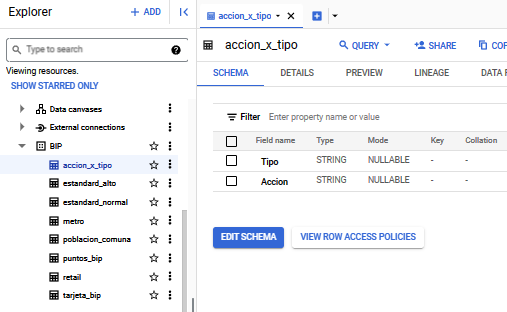 Explorer
+ ADD
Type to search
Viewing resources.
SHOW STARRED ONLY
Data canvases
External connections
BIP
accion_x_tipo
estandard_alto
estandard_normal
metro
poblacion_comuna
puntos_bip
retail
tarjeta_bip
accion_x_tipo
accion_x_tipo
QUERY
SHARE
COP
SCHEMA DETAILS PREVIEW LINEAGE DATA P
Filter Enter property name or value
Field name Type Mode Key Collation
Tipo STRING NULLABLE - -
Accion STRING NULLABLE - -
EDIT SCHEMA VIEW ROW ACCESS POLICIES